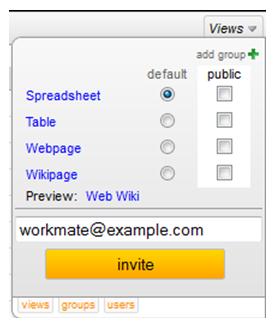 Views
add group
default public
Spreadsheet
Table
Webpage
Wikipage
Preview: Web Wiki
workmate@example.com
invite
views groups users